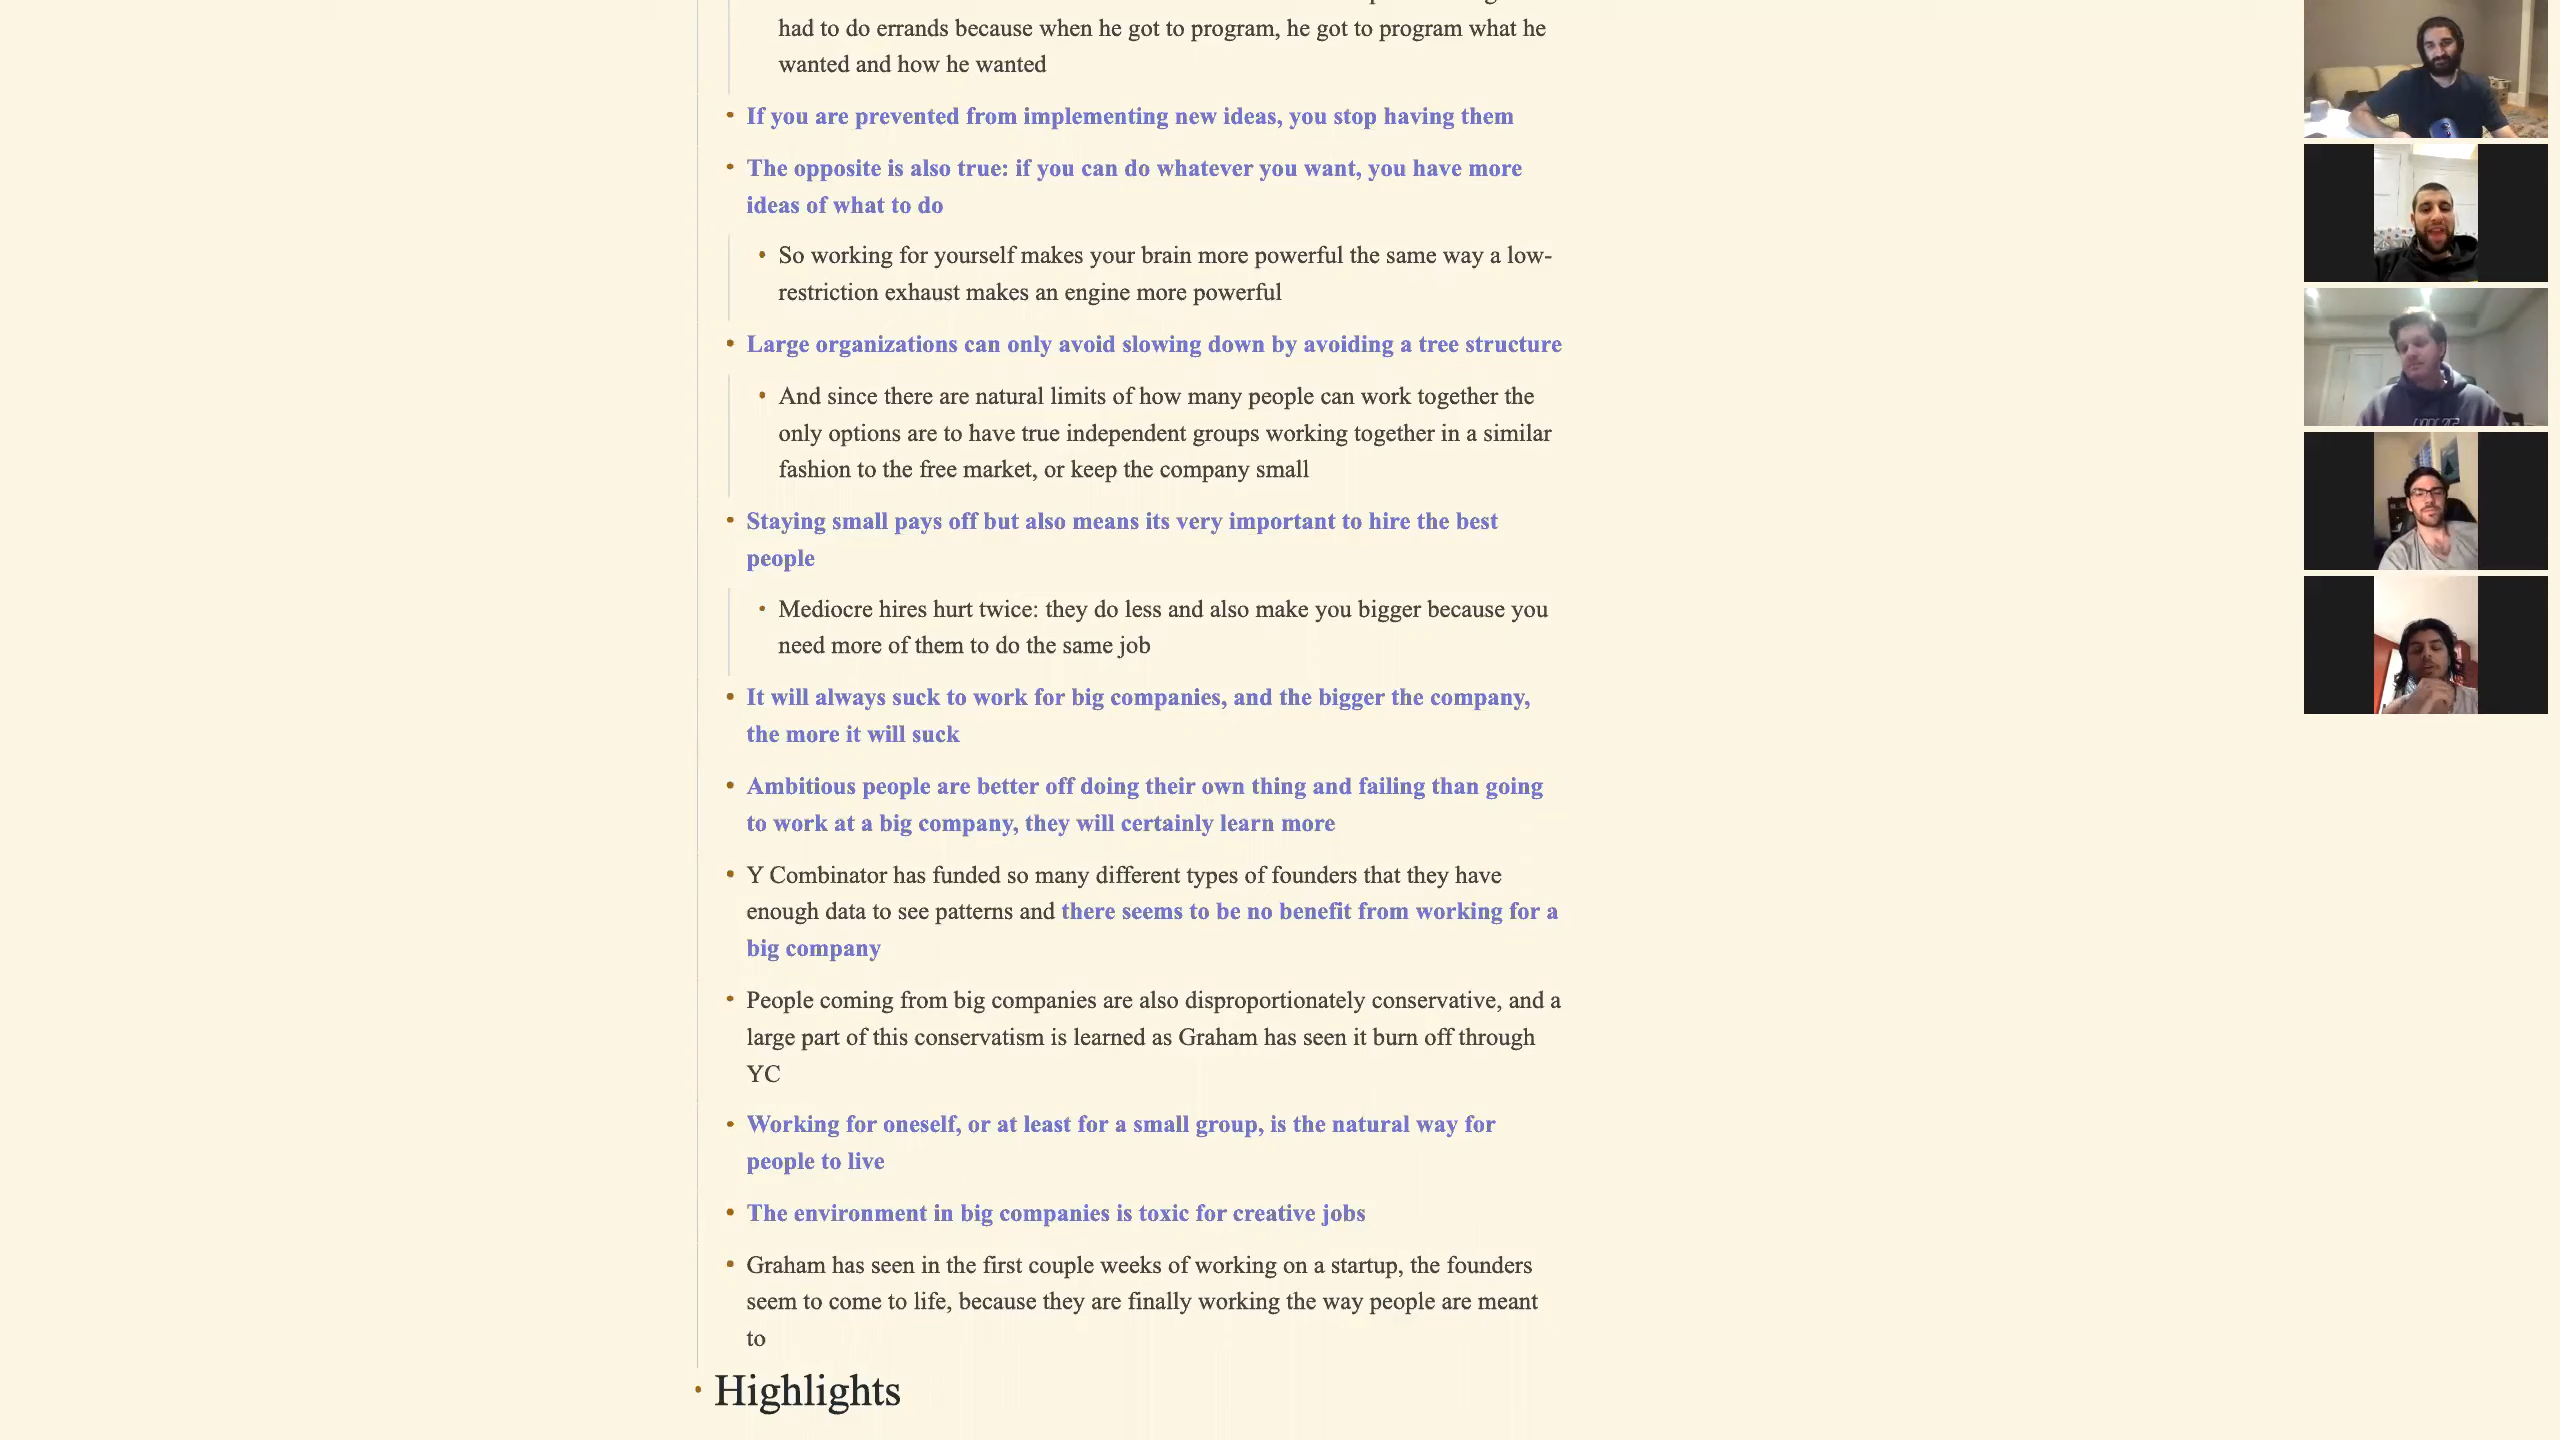 had to do errands because when he got to program, he got to program what he
wanted and how he wanted
• If you are prevented from implementing new ideas, you stop having them
• The opposite is also true: if you can do whatever you want, you have more
ideas of what to do
• So working for yourself makes your brain more powerful the same way a low-
restriction exhaust makes an engine more powerful
• Large organizations can only avoid slowing down by avoiding a tree structure
• And since there are natural limits of how many people can work together the
only options are to have true independent groups working together in a similar
fashion to the free market, or keep the company small
• Staying small pays off but also means its very important to hire the best
people
• Mediocre hires hurt twice: they do less and also make you bigger because you
need more of them to do the same job
• It will always suck to work for big companies, and the bigger the company,
the more it will suck
• Ambitious people are better off doing their own thing and failing than going
to work at a big company, they will certainly learn more
• Y Combinator has funded so many different types of founders that they have
enough data to see patterns and there seems to be no benefit from working for a
big company
• People coming from big companies are also disproportionately conservative, and a
large part of this conservatism is learned as Graham has seen it burn off through
YC
• Working for oneself, or at least for a small group, is the natural way for
people to live
• The environment in big companies is toxic for creative jobs
• Graham has seen in the first couple weeks of working on a startup, the founders
seem to come to life, because they are finally working the way people are meant
to
• Highlights